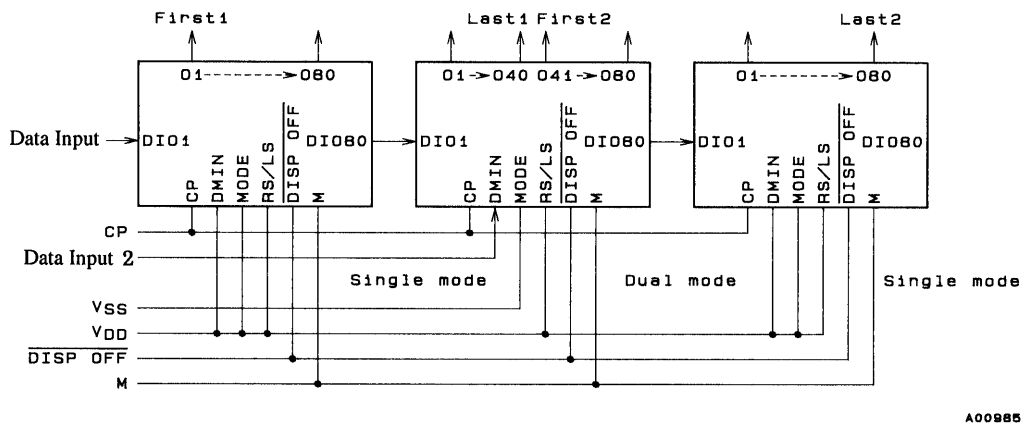 First1 Last1 First2 Last2
O1 O80 O1 O40 O41 O80 O1 O80
Data Input DIO1 DIO80 DIO1 DIO80 DIO1 DIO80
CP DMIN MODE RS/LS DISP OFF M CP DMIN MODE RS/LS DISP OFF M CP DMIN MODE RS/LS DISP OFF M
CP
Data Input 2
Single mode Dual mode Single mode
VSS
VDD
DISP OFF
M
A00985